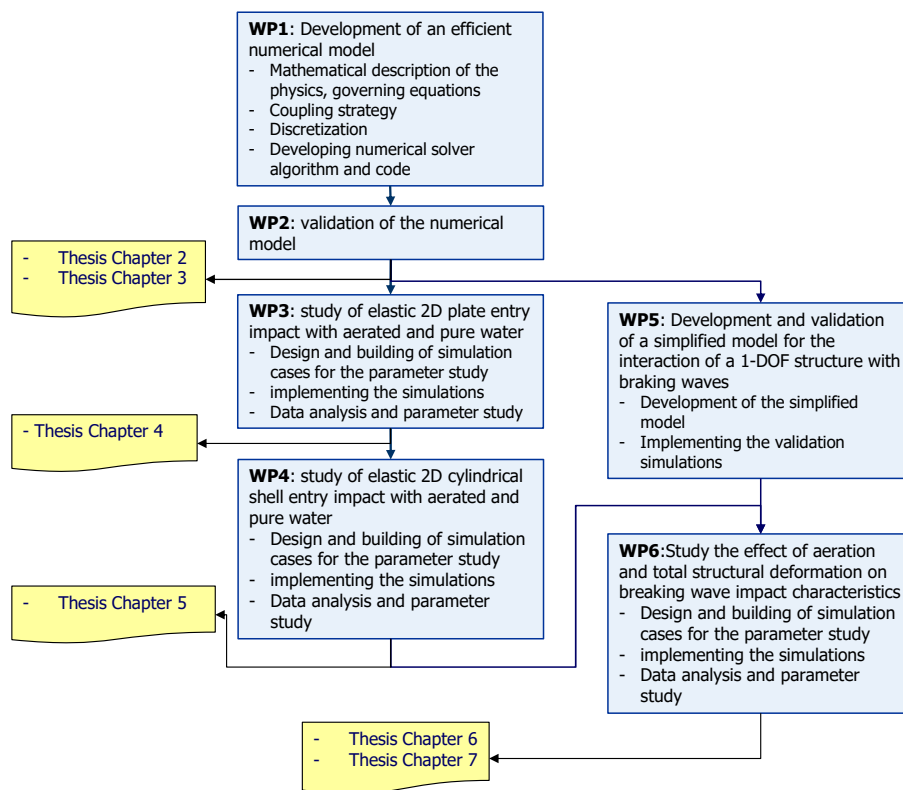 WP1: Development of an efficient
numerical model
- Mathematical description of the
physics, governing equations
- Coupling strategy
- Discretization
- Developing numerical solver
algorithm and code
WP2: validation of the numerical
model
- Thesis Chapter 2
- Thesis Chapter 3
WP3: study of elastic 2D plate entry
impact with aerated and pure water
- Design and building of simulation
cases for the parameter study
- implementing the simulations
- Data analysis and parameter study
WP5: Development and validation
of a simplified model for the
interaction of a 1-DOF structure with
braking waves
- Development of the simplified
model
- Implementing the validation
simulations
- Thesis Chapter 4
WP4: study of elastic 2D cylindrical
shell entry impact with aerated and
pure water
- Design and building of simulation
cases for the parameter study
- implementing the simulations
- Data analysis and parameter
study
- Thesis Chapter 5
WP6:Study the effect of aeration
and total structural deformation on
breaking wave impact characteristics
- Design and building of simulation
cases for the parameter study
- implementing the simulations
- Data analysis and parameter
study
- Thesis Chapter 6
- Thesis Chapter 7